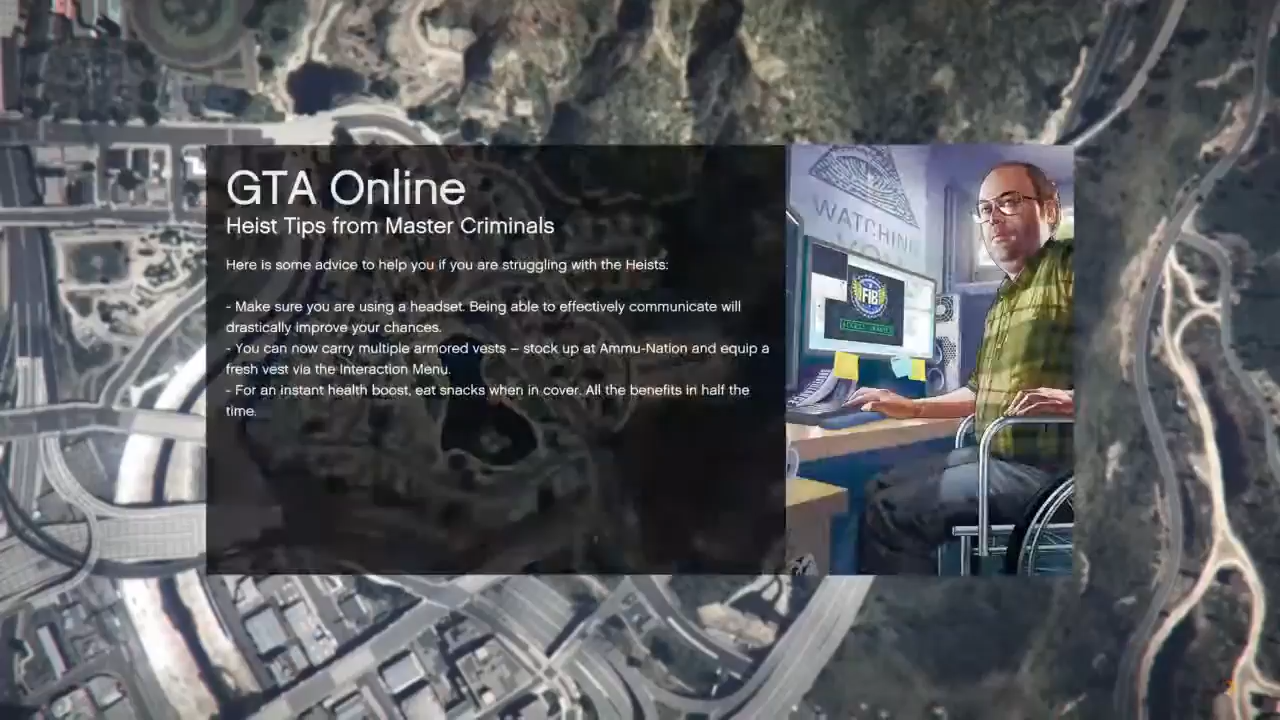 GTA Online
Heist Tips from Master Criminals
Here is some advice to help you if you are struggling with the Heists:
- Make sure you are using a headset. Being able to effectively communicate will
drastically improve your chances.
- You can now carry multiple armored vests – stock up at Ammu-Nation and equip a
fresh vest via the Interaction Menu.
- For an instant health boost, eat snacks when in cover. All the benefits in half the
time.
WATCHING
FIB